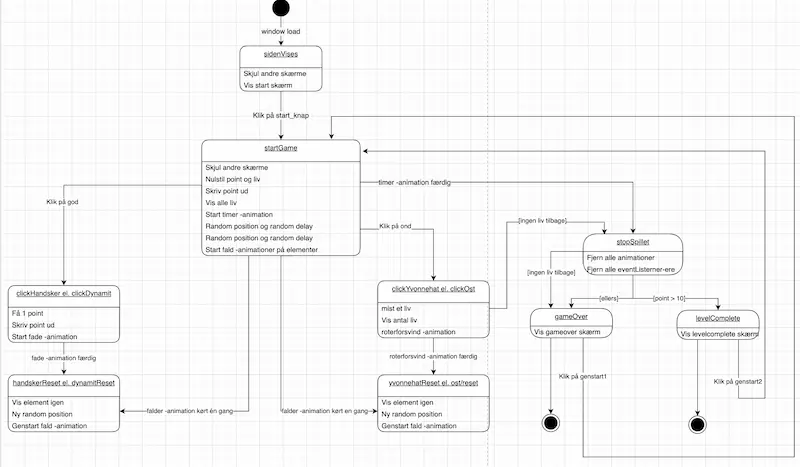 window load
sidenVises
Skjul andre skærme
Vis start skærm
Klik på start_knap
startGame
Skjul andre skærme
Nulstil point og liv
Skriv point ud
Vis alle liv
Start timer -animation
Random position og random delay
Random position og random delay
Start fald -animationer på elementer
timer -animation færdig
Klik på god
Klik på ond
[ingen liv tilbage]
stopSpillet
Fjern alle animationer
Fjern alle eventListerner-ere
[ingen liv tilbage]
[ellers]
[point > 10]
clickHandsker el. clickDynamit
Få 1 point
Skriv point ud
Start fade -animation
clickYvonnehat el. clickOst
mist et liv
Vis antal liv
roterforsvind -animation
gameOver
Vis gameover skærm
levelComplete
Vis levelcomplete skærm
fade -animation færdig
roterforsvind -animation færdig
Klik på genstart1
Klik på genstart2
handskerReset el. dynamitReset
Vis element igen
Ny random position
Genstart fald -animation
falder -animation kørt én gang
falder -animation kørt en gang
yvonnehatReset el. ost/reset
Vis element igen
Ny random position
Genstart fald -animation